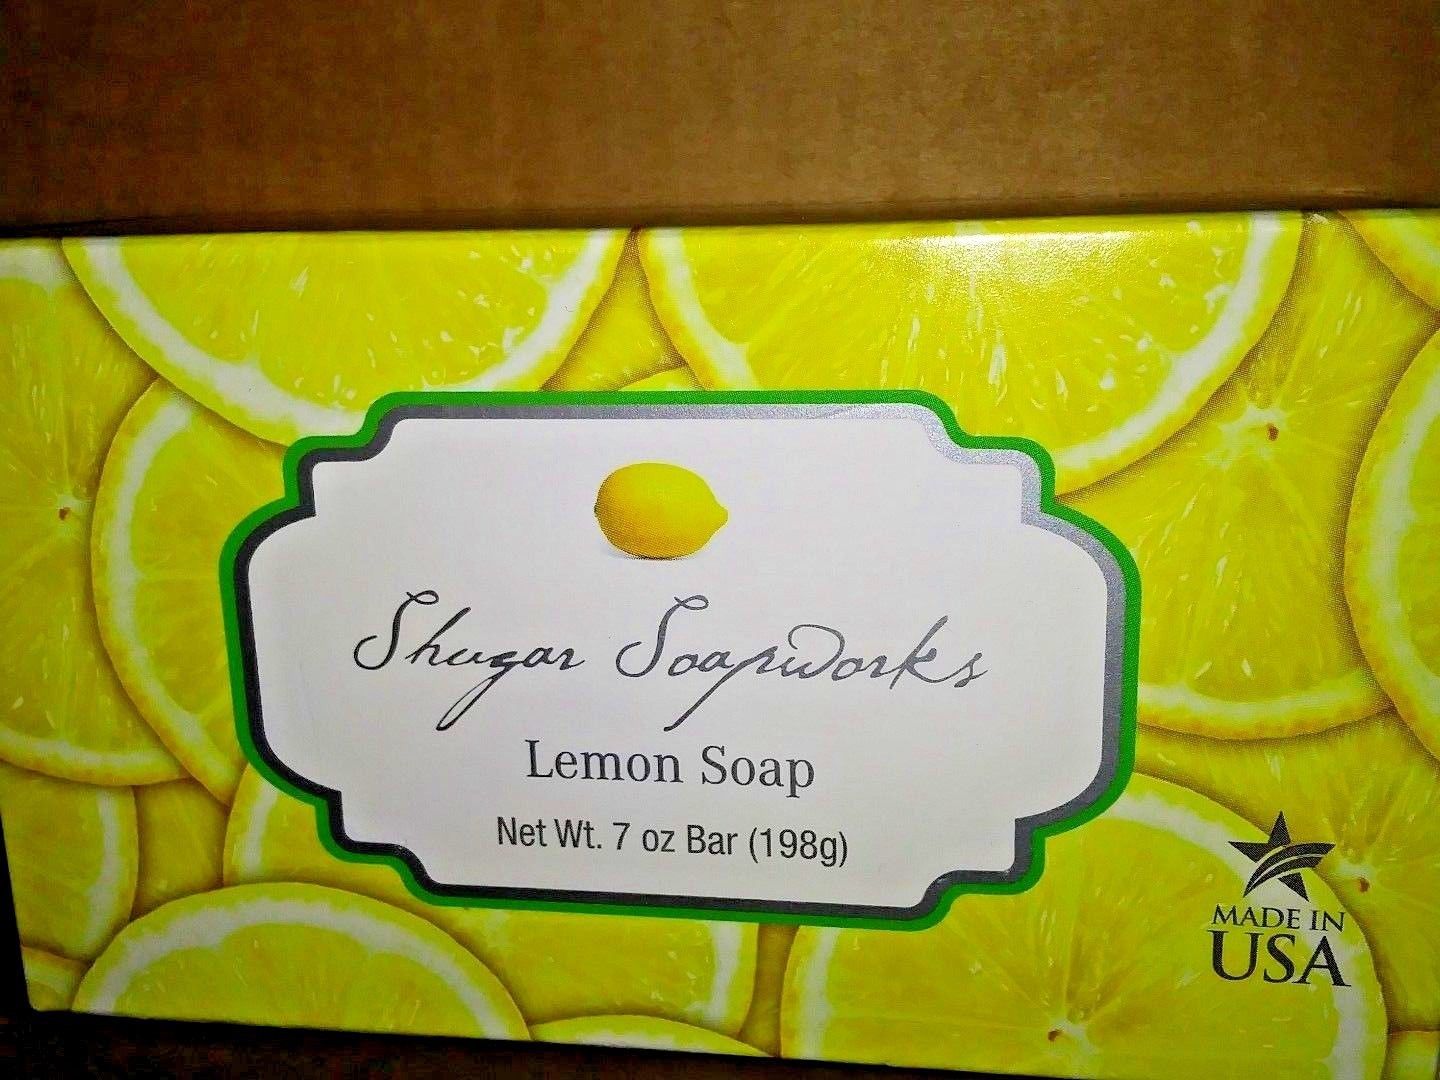 Shugar Soapworks
Lemon Soap
Net Wt. 7 oz Bar (198g)
MADE IN
USA